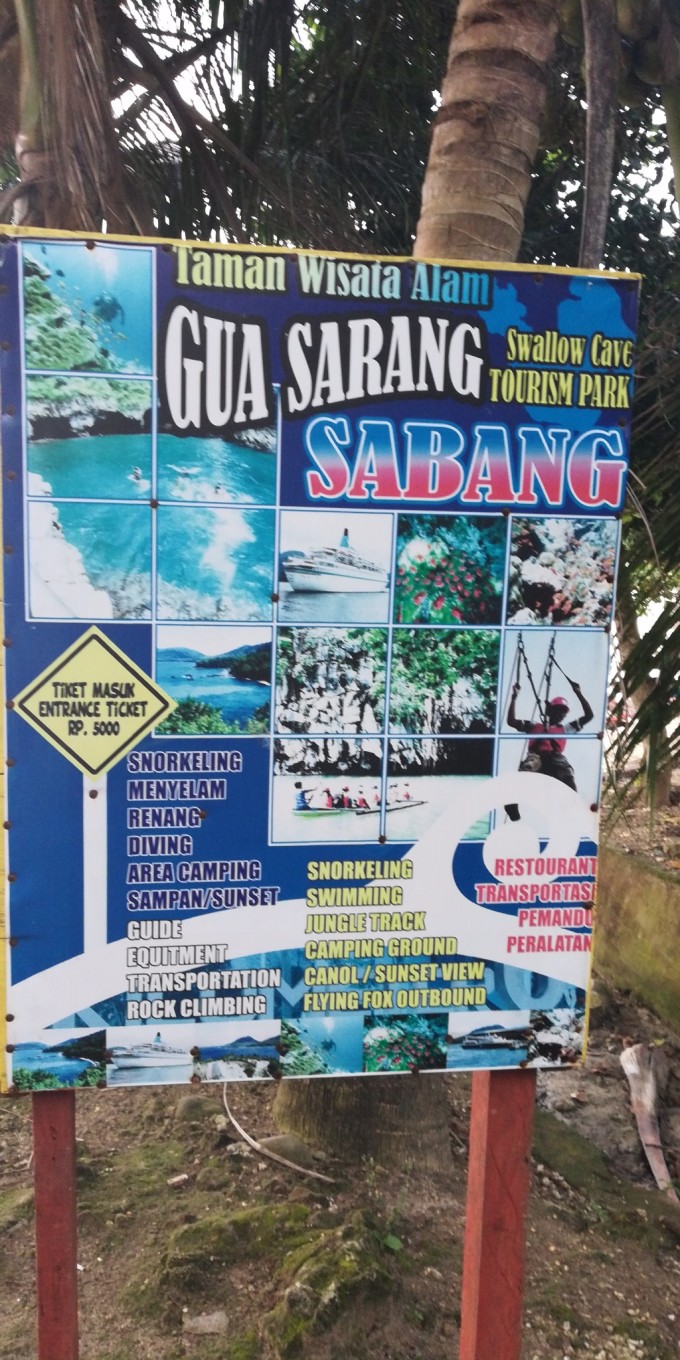 Taman Wisata Alam
GUA SARANG
Swallow Cave
TOURISM PARK
SABANG
TIKET MASUK
ENTRANCE TICKET
RP. 5000
SNORKELING
MENYELAM
RENANG
DIVING
AREA CAMPING
SAMPAN/SUNSET
GUIDE
EQUITMENT
TRANSPORTATION
ROCK CLIMBING
SNORKELING
SWIMMING
JUNGLE TRACK
CAMPING GROUND
CANOL / SUNSET VIEW
FLYING FOX OUTBOUND
RESTOURANT
TRANSPORTASI
PEMANDU
PERALATAN